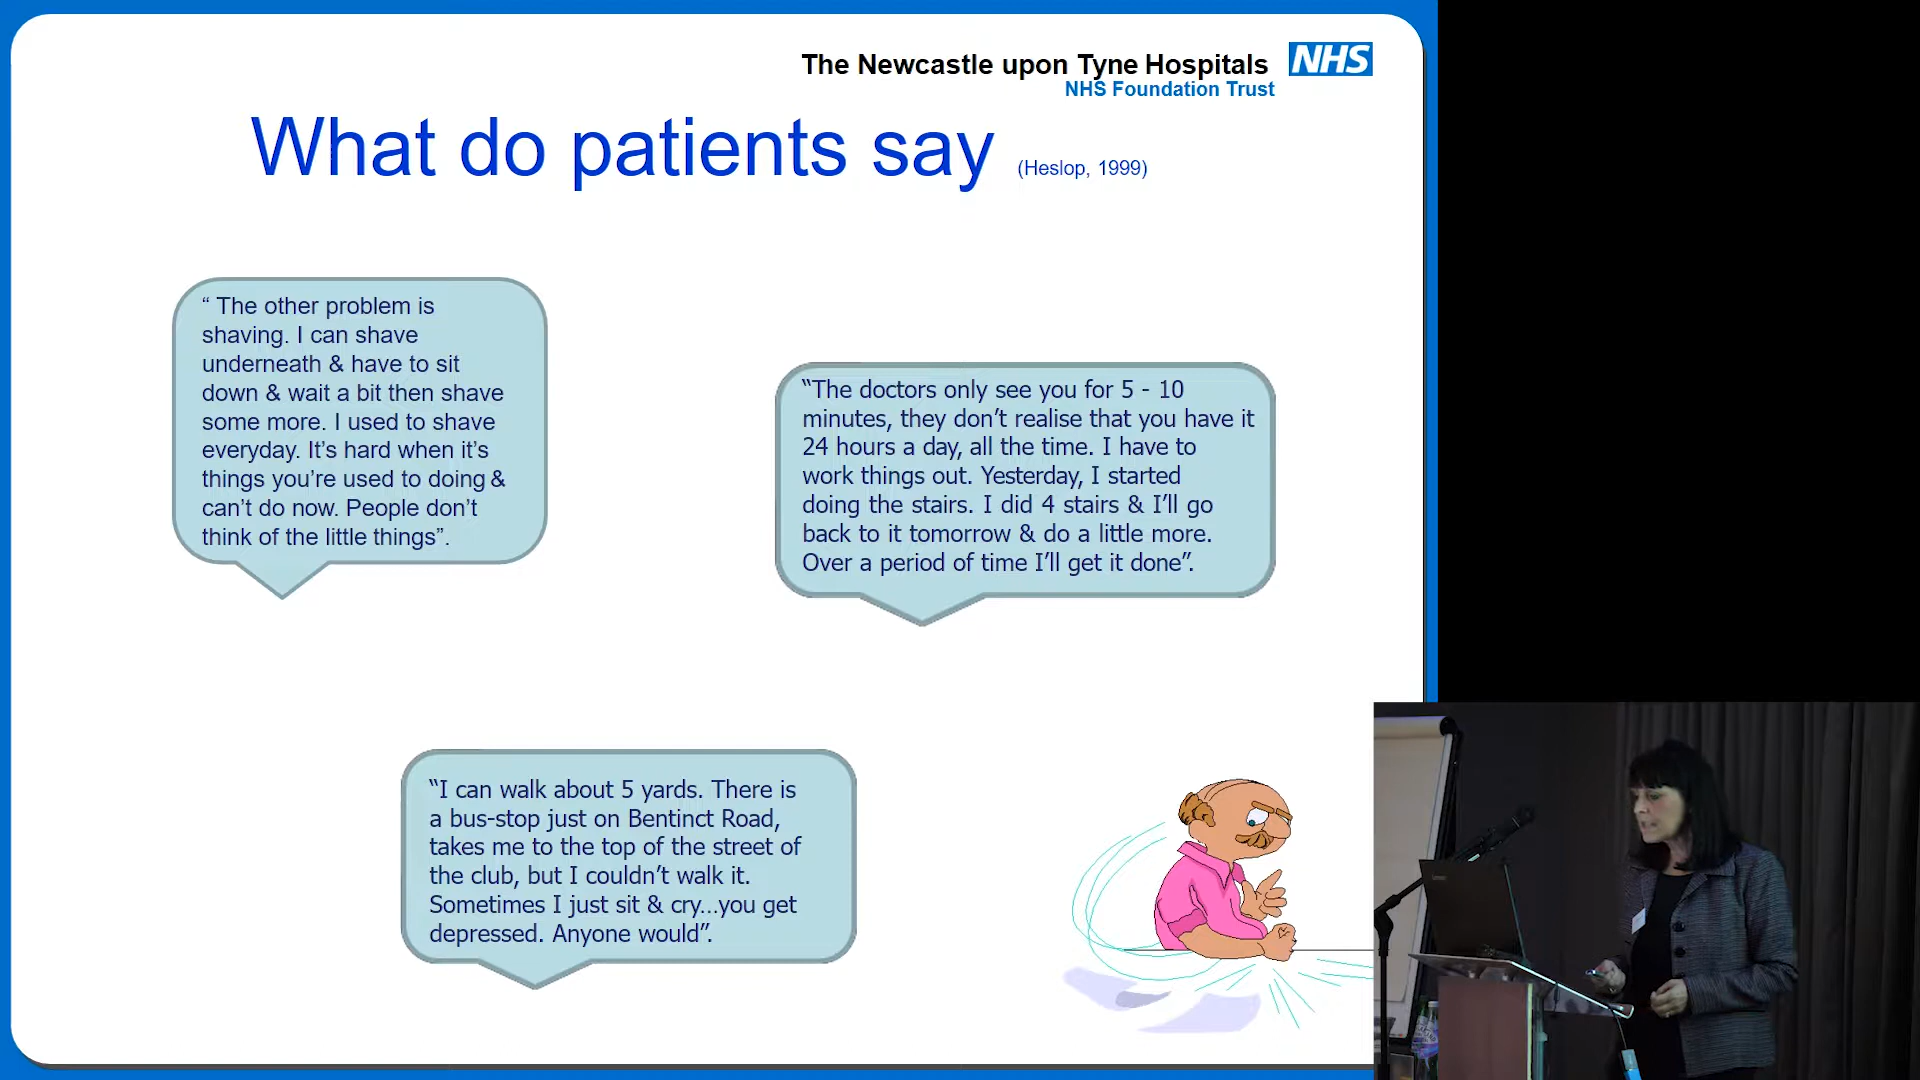 The Newcastle upon Tyne Hospitals NHS
NHS Foundation Trust
What do patients say (Heslop, 1999)
“ The other problem is
shaving. I can shave
underneath & have to sit
down & wait a bit then shave
some more. I used to shave
everyday. It’s hard when it’s
things you’re used to doing &
can’t do now. People don’t
think of the little things”.
“The doctors only see you for 5 - 10
minutes, they don’t realise that you have it
24 hours a day, all the time. I have to
work things out. Yesterday, I started
doing the stairs. I did 4 stairs & I’ll go
back to it tomorrow & do a little more.
Over a period of time I’ll get it done”.
“I can walk about 5 yards. There is
a bus-stop just on Bentinct Road,
takes me to the top of the street of
the club, but I couldn’t walk it.
Sometimes I just sit & cry…you get
depressed. Anyone would”.